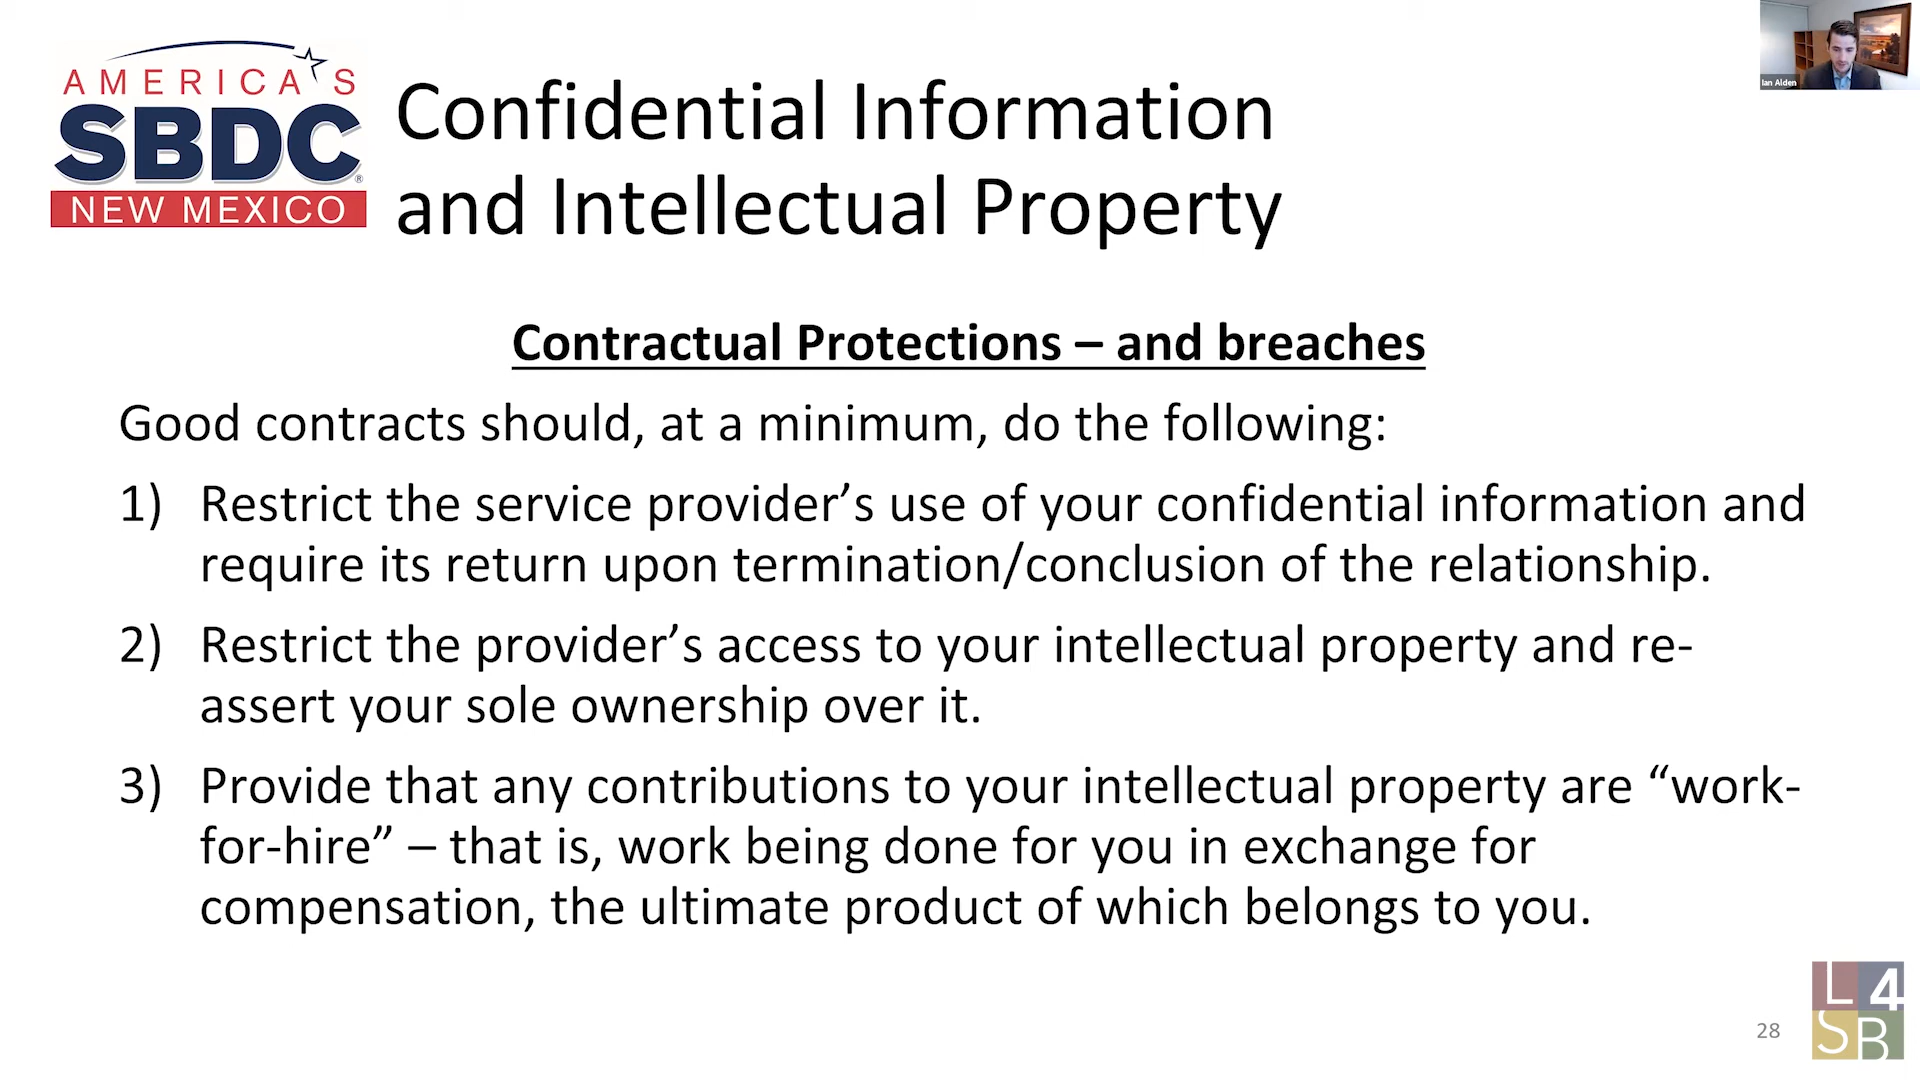 AMERICA'S
SBDC
®
NEW MEXICO
Confidential Information
and Intellectual Property
Ian Alden
Contractual Protections – and breaches
Good contracts should, at a minimum, do the following:
1) Restrict the service provider’s use of your confidential information and
require its return upon termination/conclusion of the relationship.
2) Restrict the provider’s access to your intellectual property and re-
assert your sole ownership over it.
3) Provide that any contributions to your intellectual property are “work-
for-hire” – that is, work being done for you in exchange for
compensation, the ultimate product of which belongs to you.
28
L4
SB